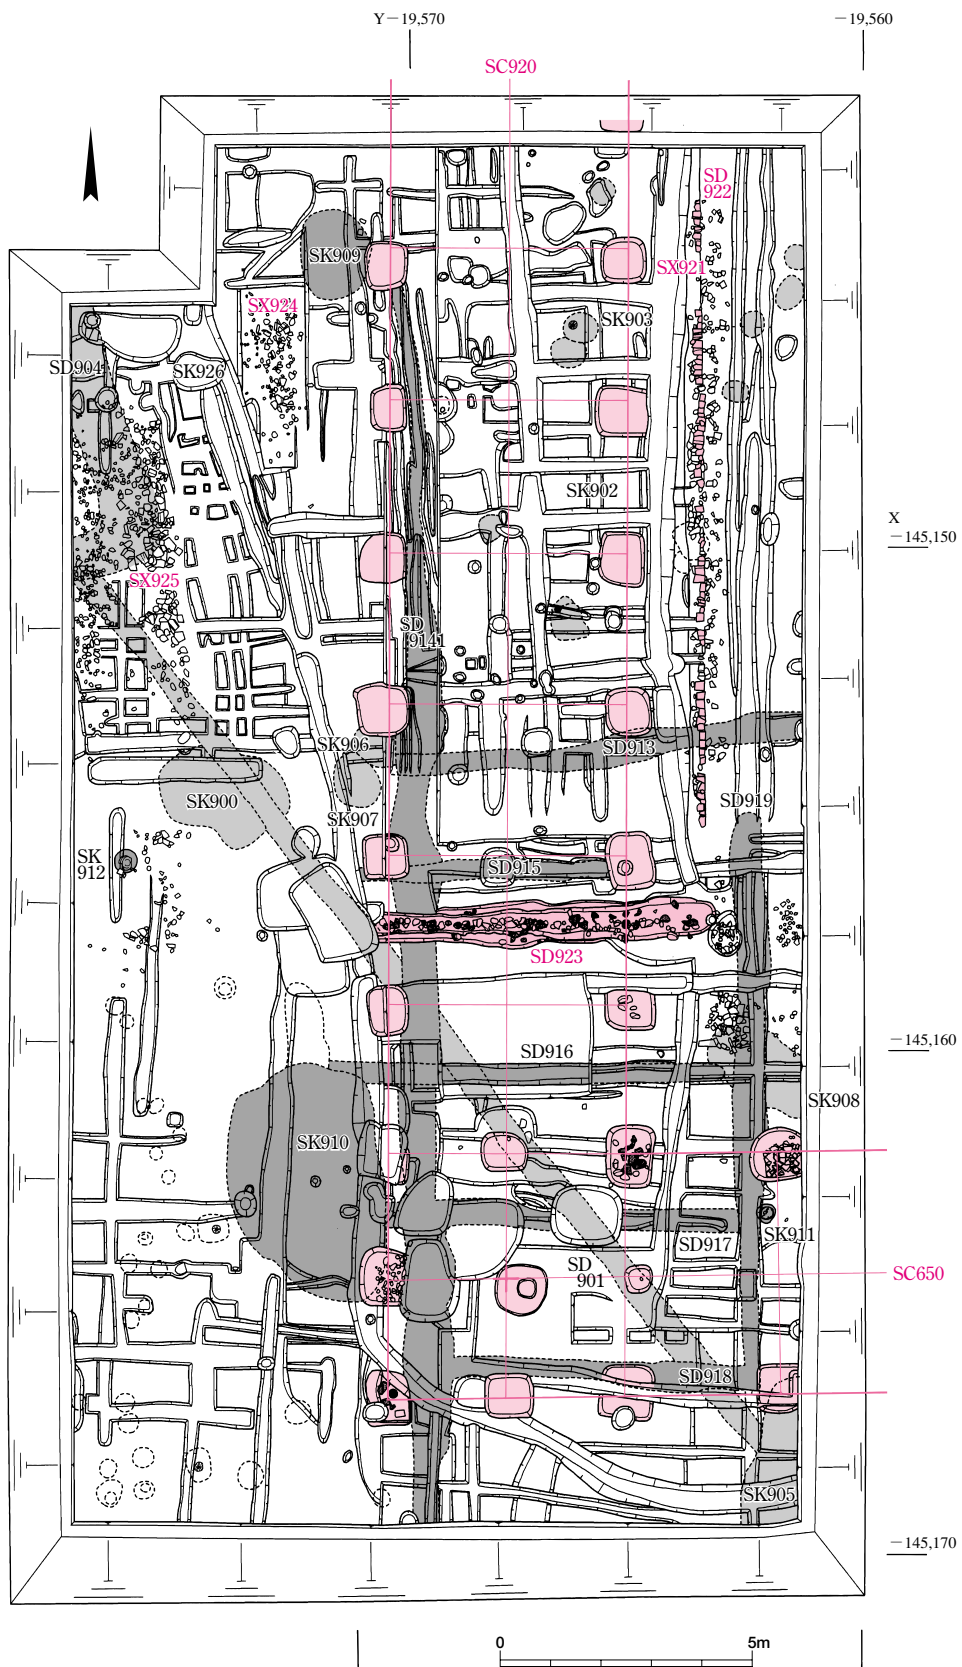 Y－19,570
－19,560
SC920
SD
922
SK909
SX921
SX924
SK903
SD904
SK926
SK902
X
－145,150
SX925
SD
9141
SK906
SD913
SK900
SD919
SK907
SK
912
SD915
SD923
SD916
－145,160
SK908
SK910
SK911
SD917
SD
901
SC650
SD918
SK905
－145,170
0
5m